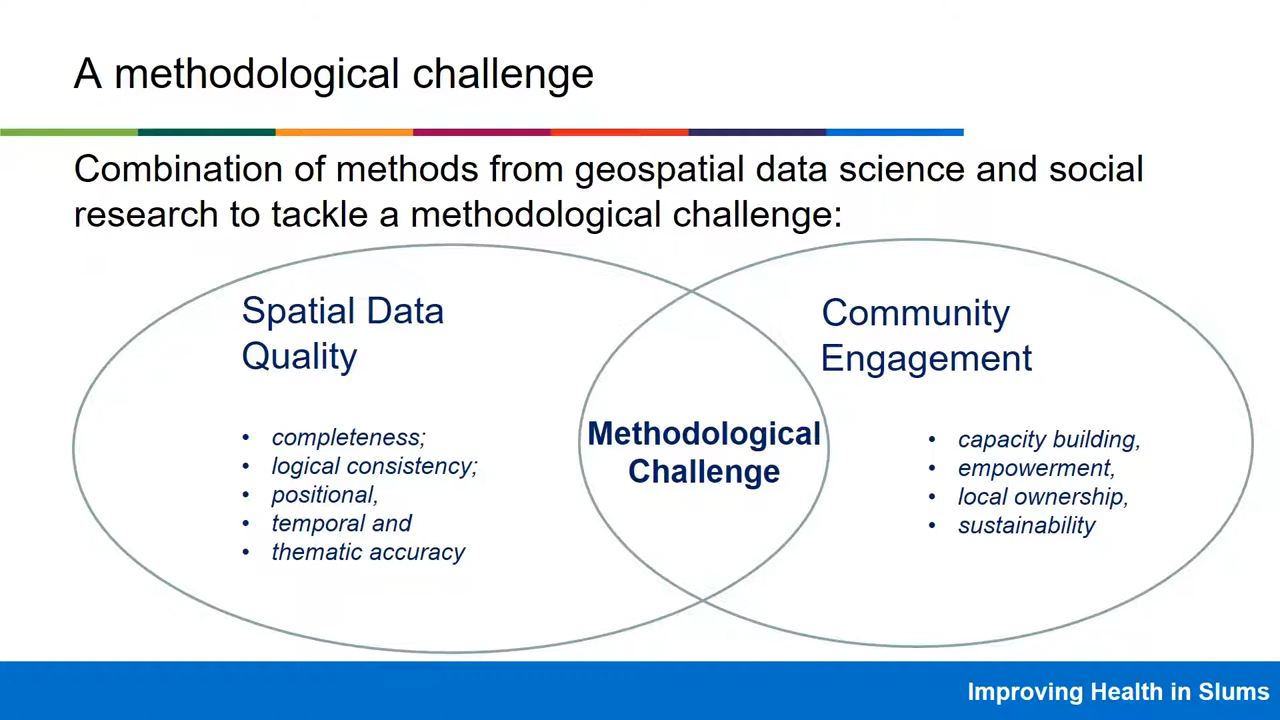 A methodological challenge
Combination of methods from geospatial data science and social
research to tackle a methodological challenge:
Spatial Data
Quality
• completeness;
• logical consistency;
• positional,
• temporal and
• thematic accuracy
Methodological
Challenge
Community
Engagement
• capacity building,
• empowerment,
• local ownership,
• sustainability
Improving Health in Slums